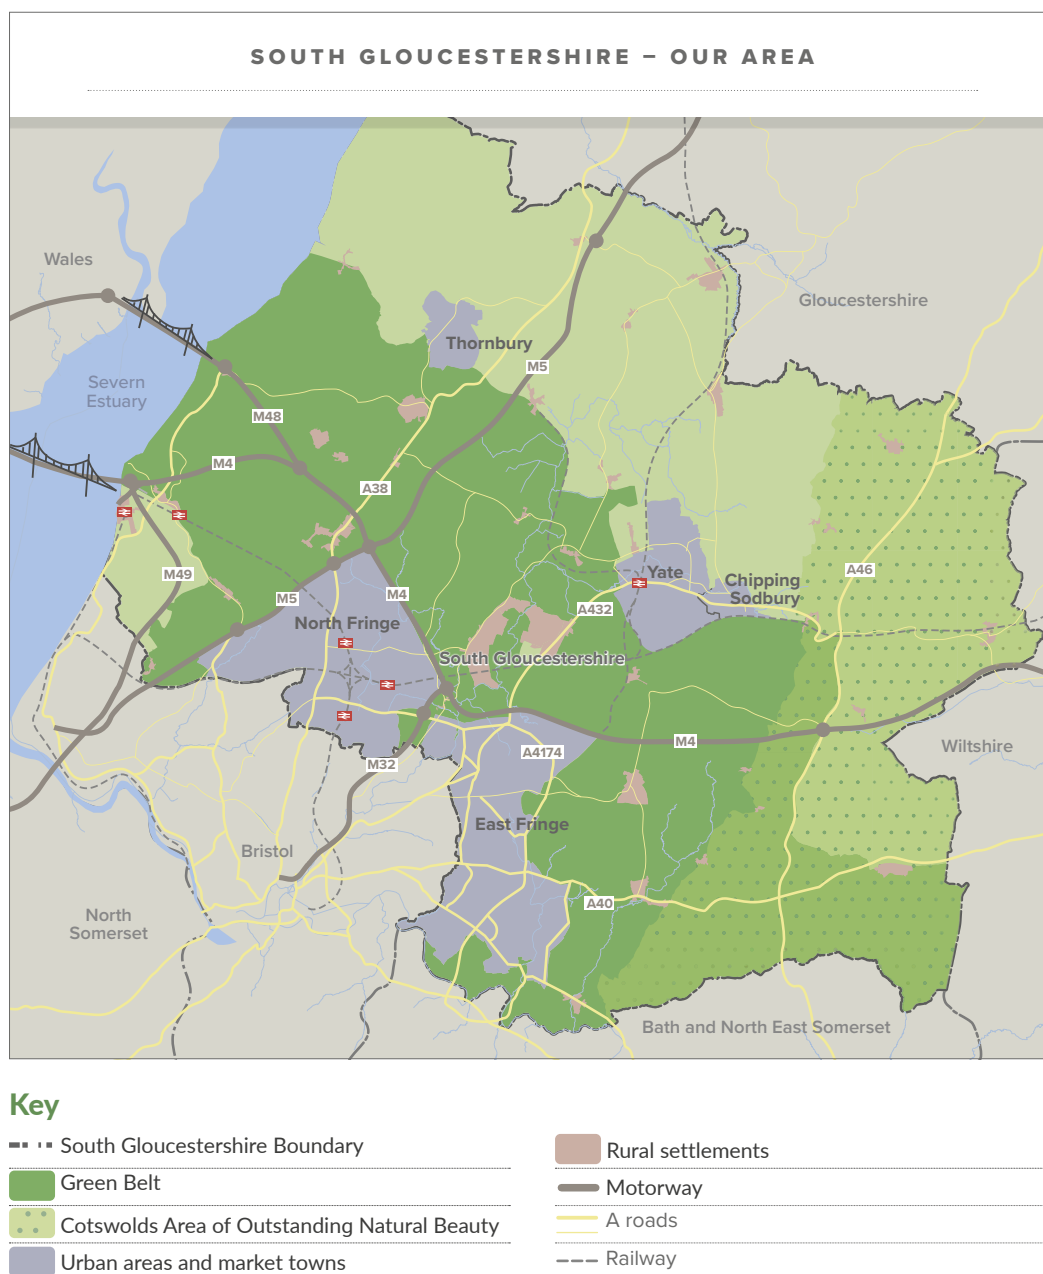 SOUTH GLOUCESTERSHIRE – OUR AREA
Wales
Gloucestershire
Thornbury
M5
Severn
Estuary
M48
M4
A38
M49
M5
M4
A432
Yate
Chipping
Sodbury
A46
North Fringe
South Gloucestershire
M32
A4174
M4
Wiltshire
East Fringe
Bristol
A40
North
Somerset
Bath and North East Somerset
Key
South Gloucestershire Boundary
Green Belt
Cotswolds Area of Outstanding Natural Beauty
Urban areas and market towns
Rural settlements
Motorway
A roads
Railway